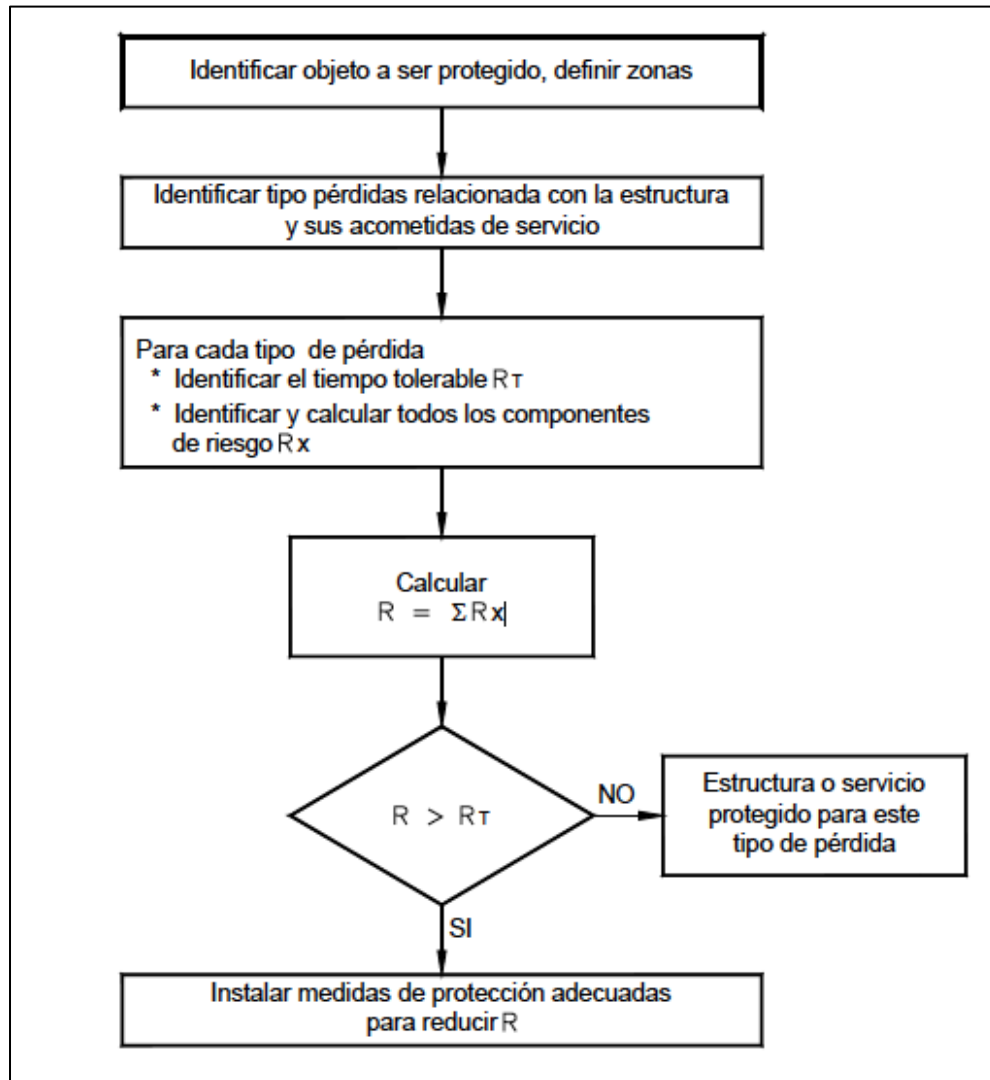 Identificar objeto a ser protegido, definir zonas
Identificar tipo pérdidas relacionada con la estructura
y sus acometidas de servicio
Para cada tipo de pérdida
* Identificar el tiempo tolerable Rт
* Identificar y calcular todos los componentes
de riesgo Rx
Calcular
R = ΣRx
R > Rт
NO
Estructura o servicio
protegido para este
tipo de pérdida
SI
Instalar medidas de protección adecuadas
para reducir R